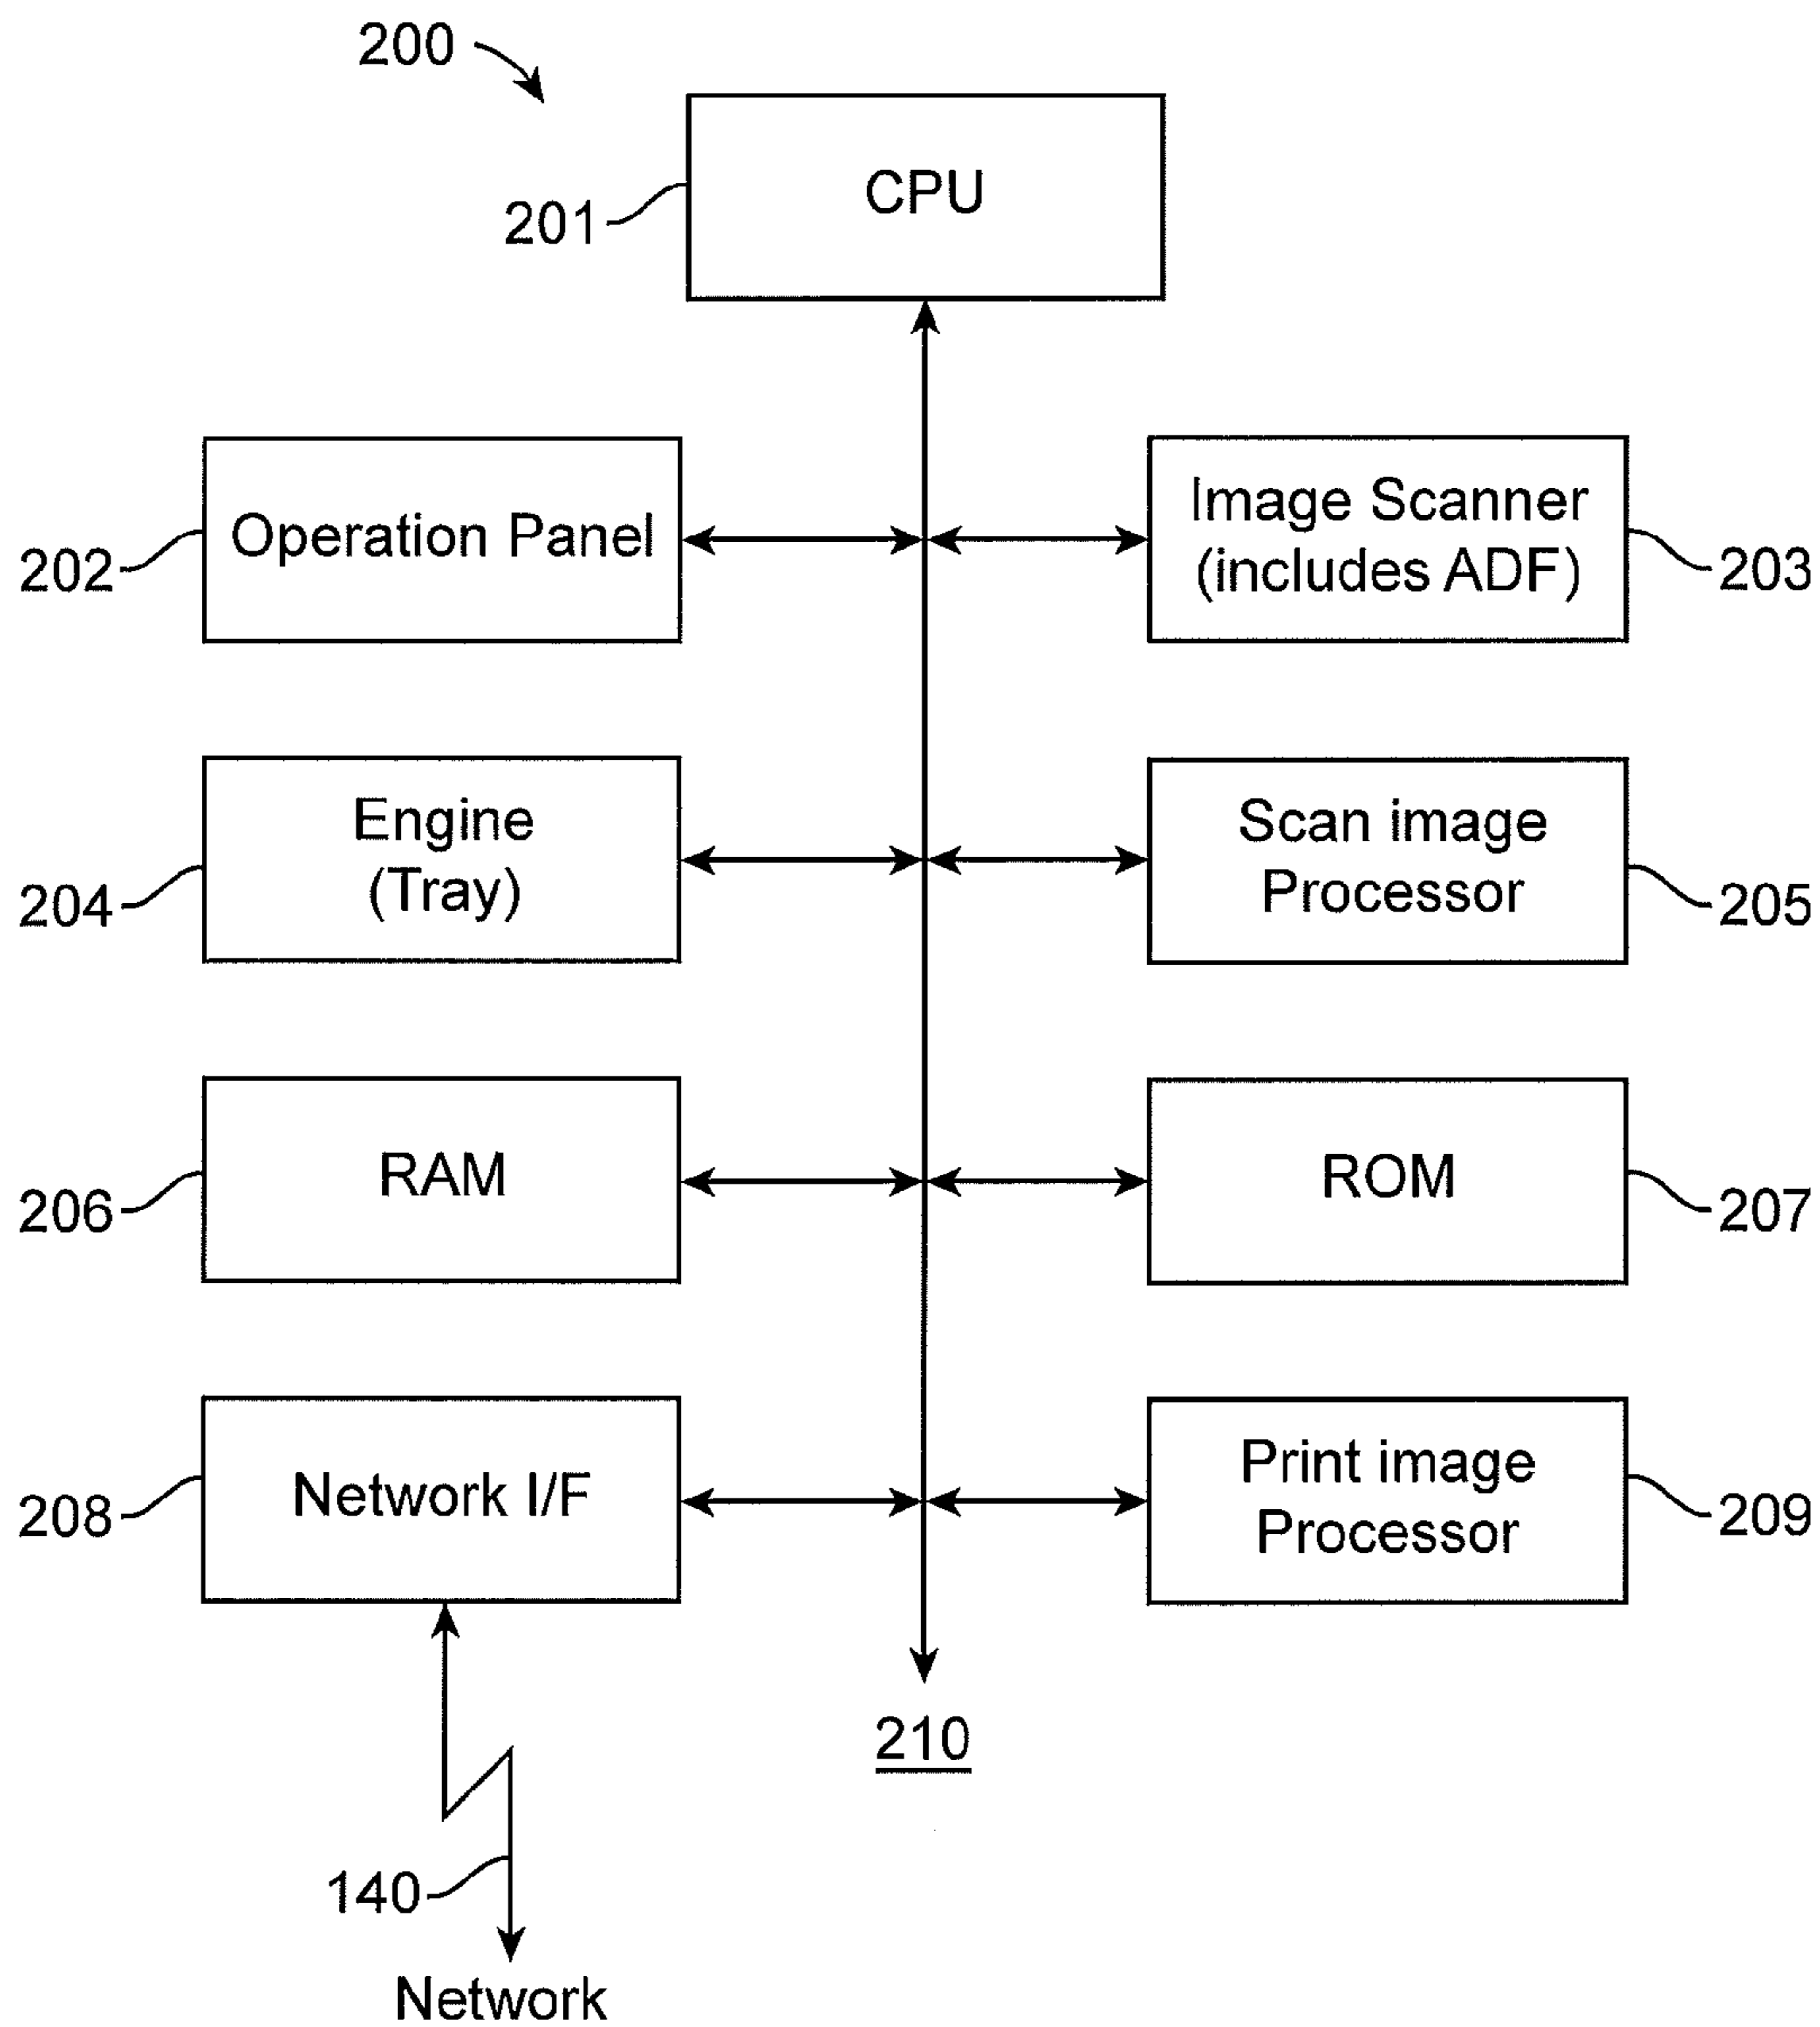 200
CPU
201
Operation Panel
202
Image Scanner
(includes ADF)
203
Engine
(Tray)
204
Scan image
Processor
205
RAM
206
ROM
207
Network I/F
208
Print image
Processor
209
210
140
Network